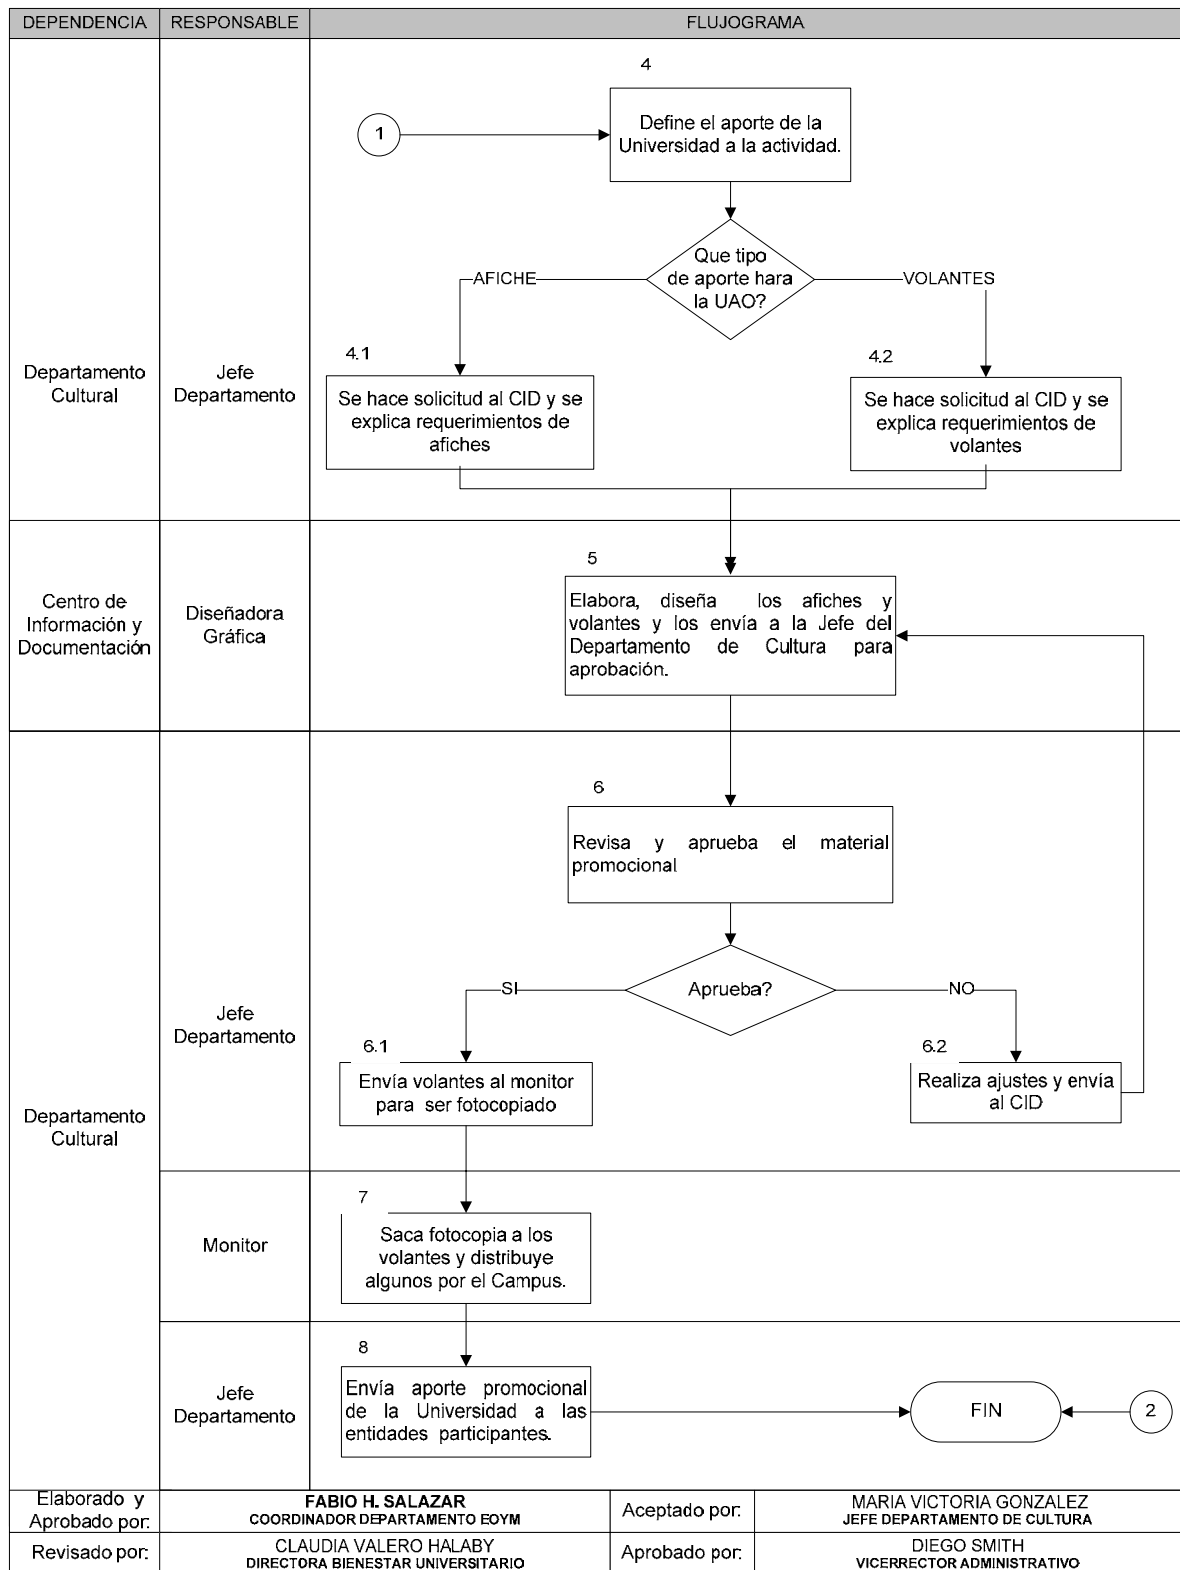 DEPENDENCIA RESPONSABLE FLUJOGRAMA
4
1
Define el aporte de la
Universidad a la actividad.
Que tipo
de aporte hara
la UAO?
AFICHE
VOLANTES
4.1
4.2
Departamento
Cultural
Jefe
Departamento
Se hace solicitud al CID y se
explica requerimientos de
afiches
Se hace solicitud al CID y se
explica requerimientos de
volantes
5
Centro de
Información y
Documentación
Diseñadora
Gráfica
Elabora, diseña los afiches y
volantes y los envía a la Jefe del
Departamento de Cultura para
aprobación.
6
Revisa y aprueba el material
promocional
Aprueba?
SI
NO
Jefe
Departamento
6.1
6.2
Envía volantes al monitor
para ser fotocopiado
Realiza ajustes y envía
al CID
Departamento
Cultural
7
Monitor
Saca fotocopia a los
volantes y distribuye
algunos por el Campus.
8
Jefe
Departamento
Envía aporte promocional
de la Universidad a las
entidades participantes.
FIN
2
Elaborado y
Aprobado por:
FABIO H. SALAZAR
COORDINADOR DEPARTAMENTO EOYM
Aceptado por:
MARIA VICTORIA GONZALEZ
JEFE DEPARTAMENTO DE CULTURA
Revisado por:
CLAUDIA VALERO HALABY
DIRECTORA BIENESTAR UNIVERSITARIO
Aprobado por:
DIEGO SMITH
VICERRECTOR ADMINISTRATIVO